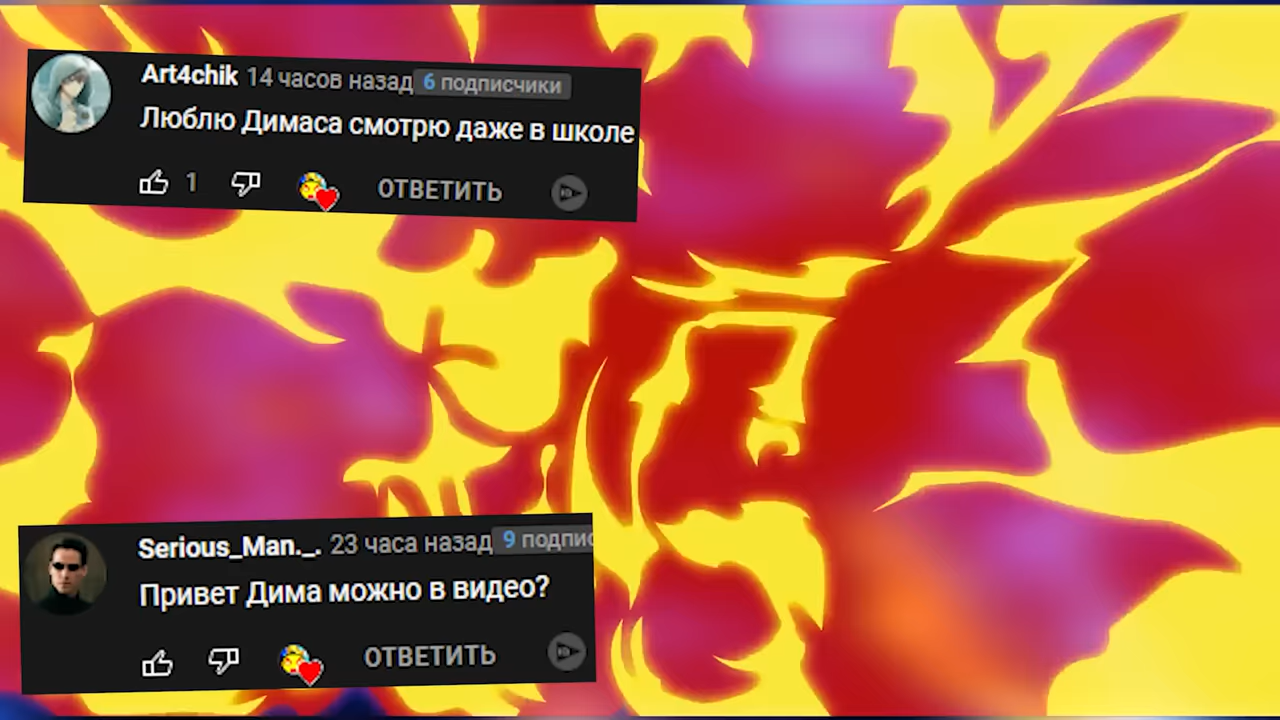 Art4chik 14 часов назад 6 подписчики
Люблю Димаса смотрю даже в школе
1 ОТВЕТИТЬ
Serious_Man._. 23 часа назад 9 подпис
Привет Дима можно в видео?
ОТВЕТИТЬ